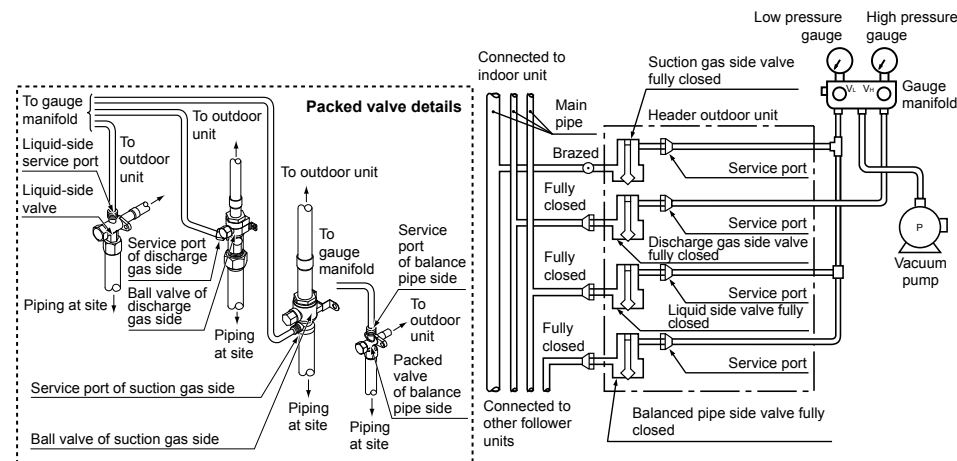 Packed valve details
To gauge
manifold
To outdoor
unit
Liquid-side
service port
To
outdoor
unit
Liquid-side
valve
To outdoor unit
Service port
of discharge
gas side
To
gauge
manifold
Service
port
of balance
pipe side
Piping at site
Ball valve of
discharge
gas side
To
outdoor
unit
Piping
at site
Packed
valve
of balance
pipe side
Service port of suction gas side
Piping
at site
Piping
at site
Ball valve of suction gas side
Low pressure
gauge
High pressure
gauge
Connected to
indoor unit
Suction gas side valve
fully closed
VL
VH
Gauge
manifold
Main
pipe
Header outdoor unit
Brazed
Service port
Fully
closed
Service port
Discharge gas side valve
fully closed
P
Vacuum
pump
Fully
closed
Service port
Liquid side valve fully
closed
Fully
closed
Service port
Connected to
other follower
units
Balanced pipe side valve fully
closed